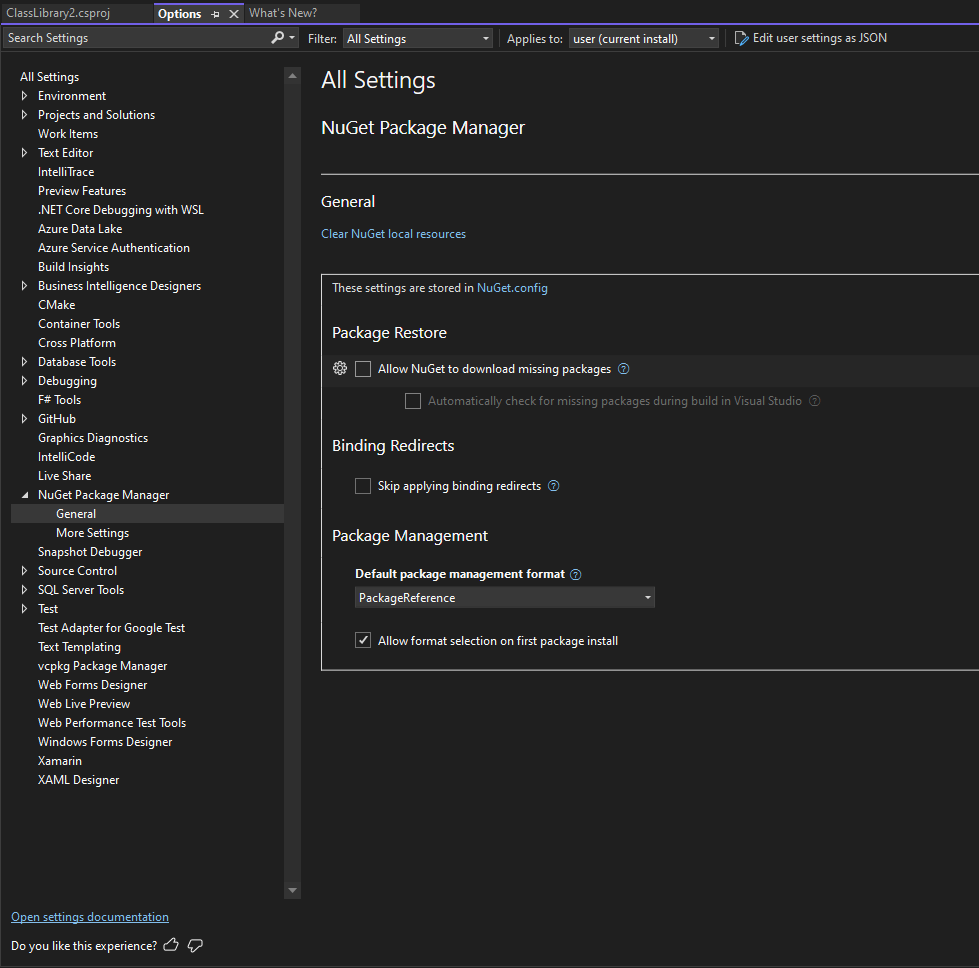 ClassLibrary2.csproj
Options
What's New?
Search Settings
Filter:
All Settings
Applies to:
user (current install)
Edit user settings as JSON
All Settings
Environment
Projects and Solutions
Work Items
Text Editor
IntelliTrace
Preview Features
.NET Core Debugging with WSL
Azure Data Lake
Azure Service Authentication
Build Insights
Business Intelligence Designers
CMake
Container Tools
Cross Platform
Database Tools
Debugging
F# Tools
GitHub
Graphics Diagnostics
IntelliCode
Live Share
NuGet Package Manager
General
More Settings
Snapshot Debugger
Source Control
SQL Server Tools
Test
Test Adapter for Google Test
Text Templating
vcpkg Package Manager
Web Forms Designer
Web Live Preview
Web Performance Test Tools
Windows Forms Designer
Xamarin
XAML Designer
Open settings documentation
Do you like this experience?
All Settings
NuGet Package Manager
General
Clear NuGet local resources
These settings are stored in NuGet.config
Package Restore
Allow NuGet to download missing packages
Automatically check for missing packages during build in Visual Studio
Binding Redirects
Skip applying binding redirects
Package Management
Default package management format
PackageReference
Allow format selection on first package install